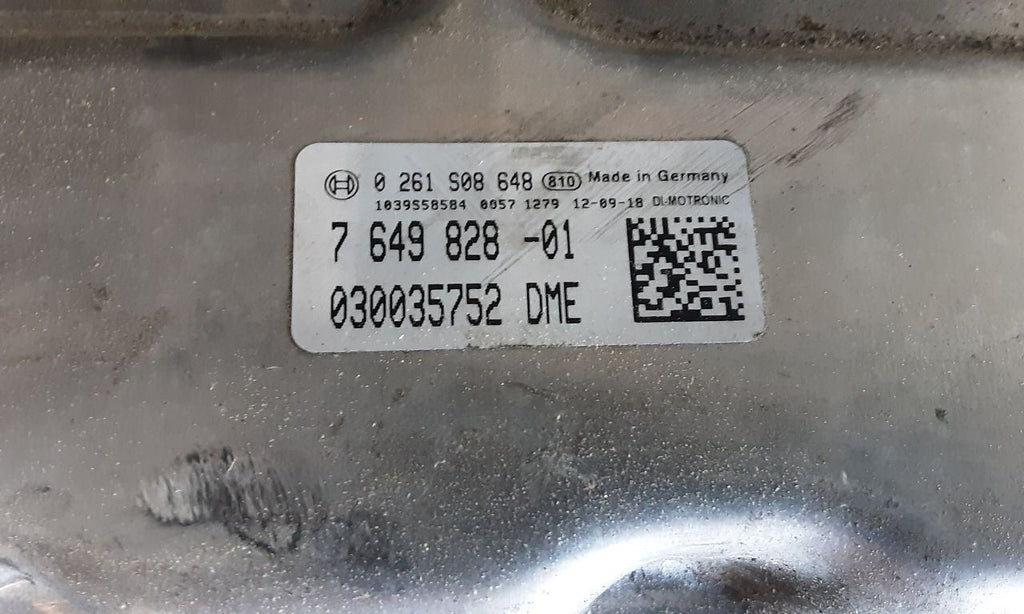 0 261 S08 648 810 Made in Germany
1039S58584 0057 1279 12-09-18 DI-MOTRONIC
7 649 828 -01
030035752 DME